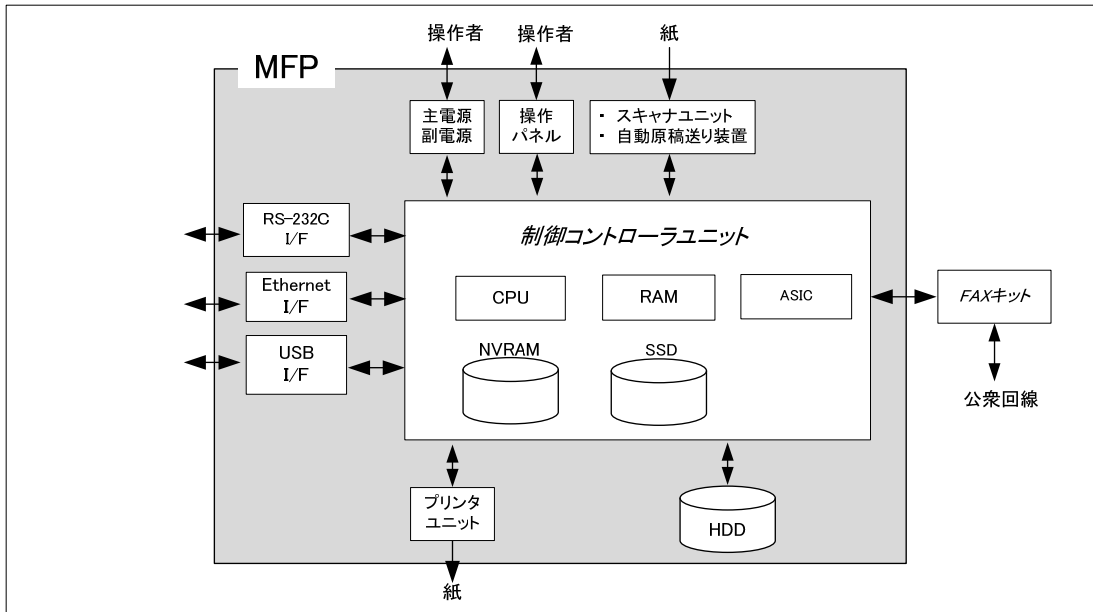 操作者
操作者
紙
MFP
主電源
副電源
操作
パネル
・ スキャナユニット
・ 自動原稿送り装置
RS-232C
I/F
制御コントローラユニット
Ethernet
I/F
CPU
RAM
ASIC
FAXキット
USB
I/F
NVRAM
SSD
公衆回線
プリンタ
ユニット
HDD
紙